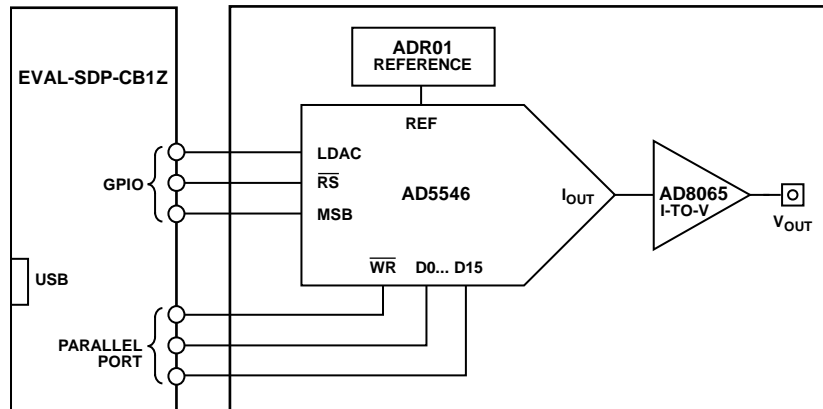 EVAL-SDP-CB1Z
ADR01
REFERENCE
REF
GPIO
LDAC
RS
MSB
AD5546
IOUT
AD8065
I-TO-V
VOUT
USB
WR D0... D15
PARALLEL
PORT